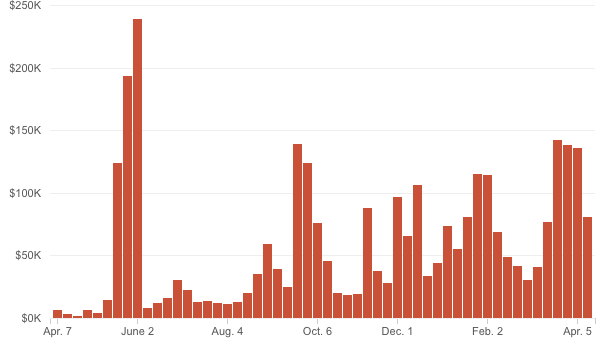 $250K
$200K
$150K
$100K
$50K
$0K
Apr. 7 June 2 Aug. 4 Oct. 6 Dec. 1 Feb. 2 Apr. 5